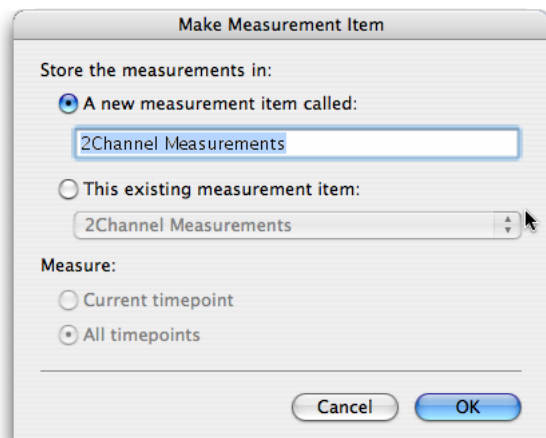 Make Measurement Item
Store the measurements in:
A new measurement item called:
2Channel Measurements
This existing measurement item:
2Channel Measurements
Measure:
Current timepoint
All timepoints
Cancel OK